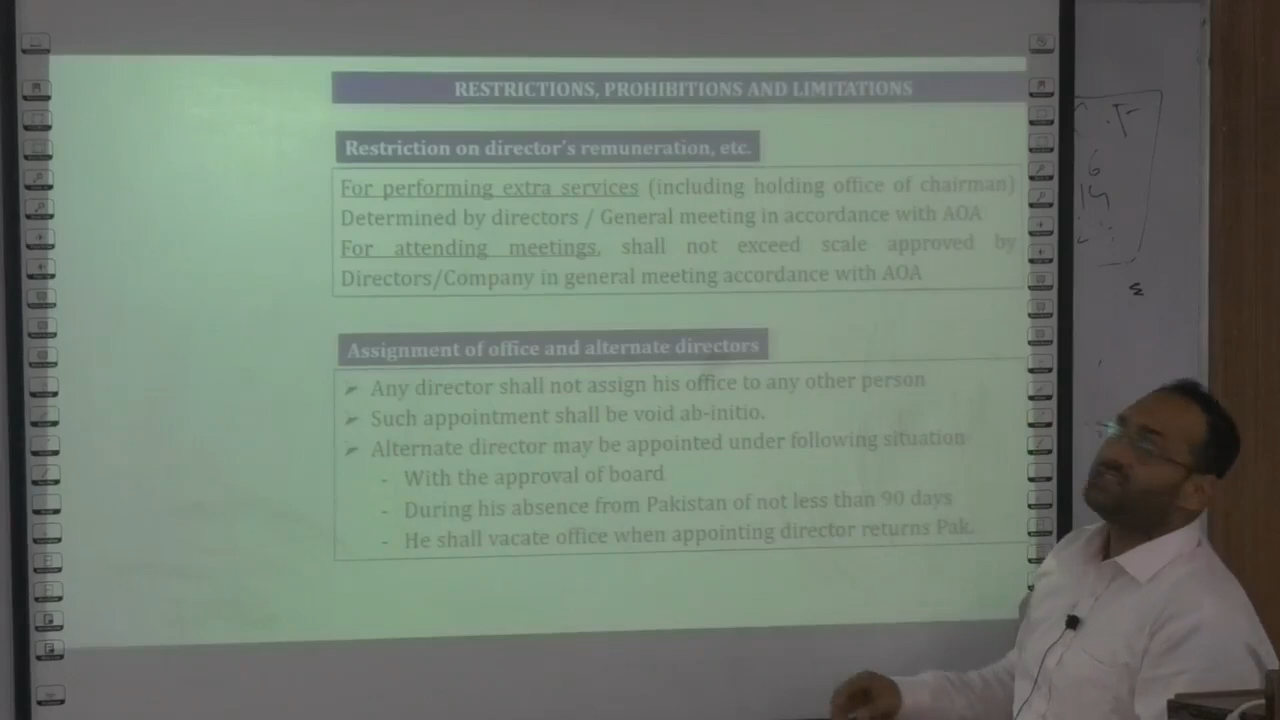 RESTRICTIONS, PROHIBITIONS AND LIMITATIONS
Restriction on director's remuneration, etc.
For performing extra services (including holding office of chairman)
Determined by directors / General meeting in accordance with AOA
For attending meetings, shall not exceed scale approved by
Directors/Company in general meeting accordance with AOA
Assignment of office and alternate directors
➢ Any director shall not assign his office to any other person
➢ Such appointment shall be void ab-initio.
➢ Alternate director may be appointed under following situation
- With the approval of board
- During his absence from Pakistan of not less than 90 days
- He shall vacate office when appointing director returns Pak.